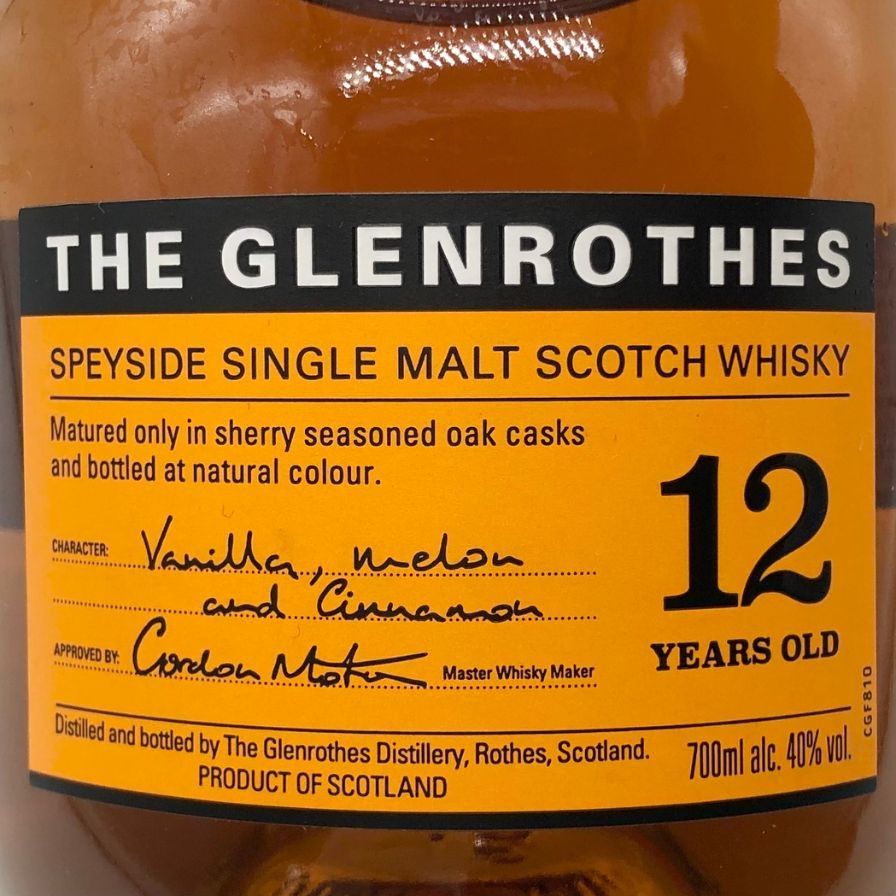 THE GLENROTHES
SPEYSIDE SINGLE MALT SCOTCH WHISKY
Matured only in sherry seasoned oak casks
and bottled at natural colour.
12
YEARS OLD
CHARACTER: Vanilla, melon
and Cinnamon
APPROVED BY: Gordon Motion Master Whisky Maker
Distilled and bottled by The Glenrothes Distillery, Rothes, Scotland.
PRODUCT OF SCOTLAND
700ml alc. 40% vol.
CGF810